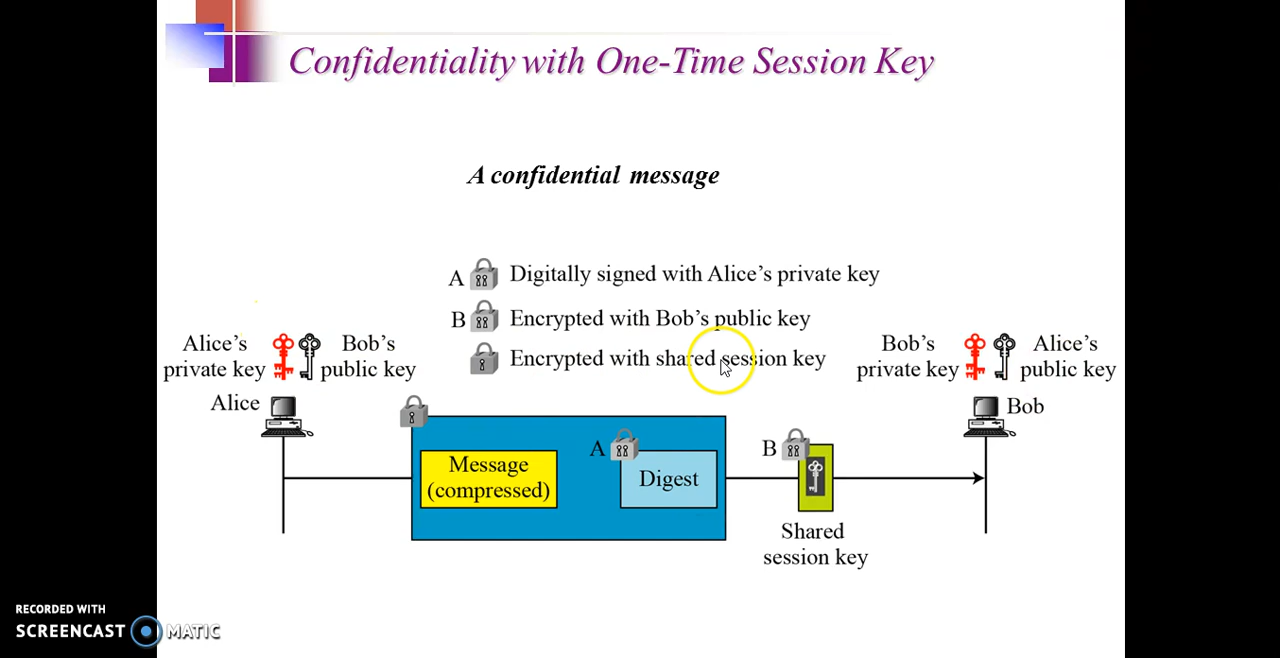 Confidentiality with One-Time Session Key
A confidential message
A Digitally signed with Alice's private key
B Encrypted with Bob's public key
Encrypted with shared session key
Alice's
private key
Bob's
public key
Bob's
private key
Alice's
public key
Alice
Bob
Message
(compressed)
A
Digest
B
Shared
session key
RECORDED WITH
SCREENCAST MATIC